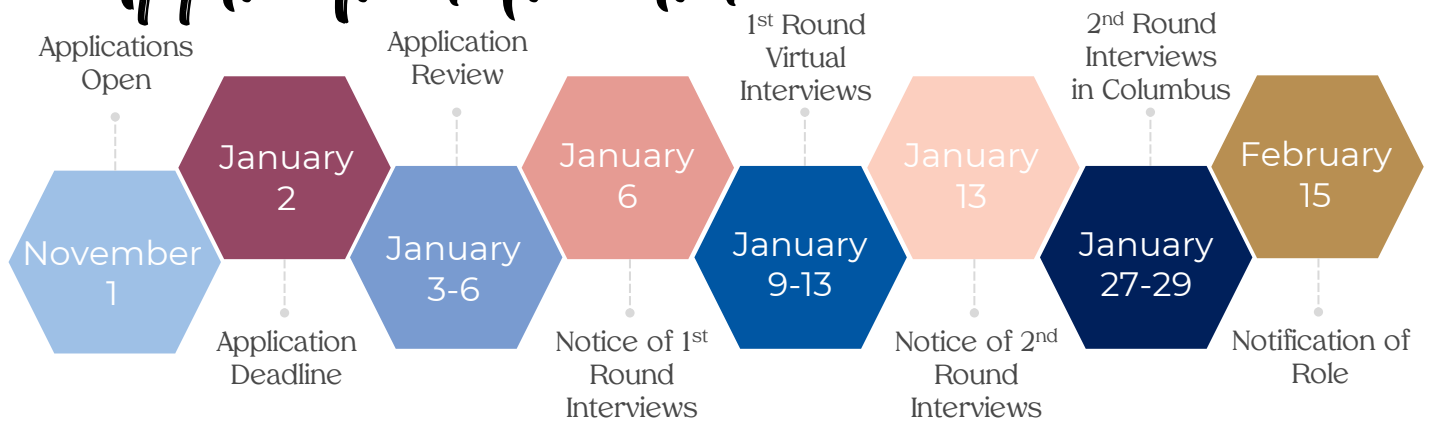 Applications
Open
November
1
January
2
Application
Deadline
Application
Review
January
3-6
January
6
Notice of 1st
Round
Interviews
1st Round
Virtual
Interviews
January
9-13
January
13
Notice of 2nd
Round
Interviews
2nd Round
Interviews
in Columbus
January
27-29
February
15
Notification of
Role